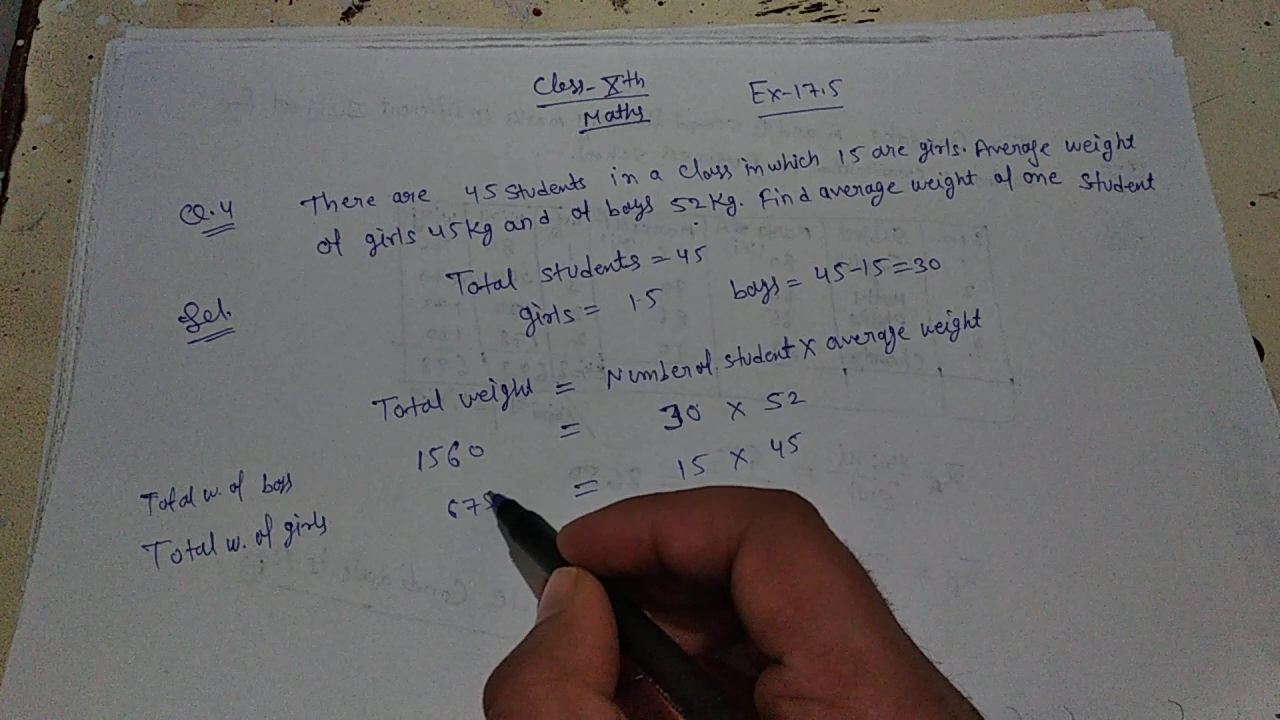 Class-Xth
Maths
Ex-17.5
Q.4 There are 45 students in a class in which 15 are girls. Average weight
of girls 45kg and of boys 52kg. Find average weight of one student
Sol. Total students = 45
girls = 15 boys = 45-15=30
Total weight = Number of student x average weight
Total w. of boys 1560 = 30 x 52
Total w. of girls 675 = 15 x 45